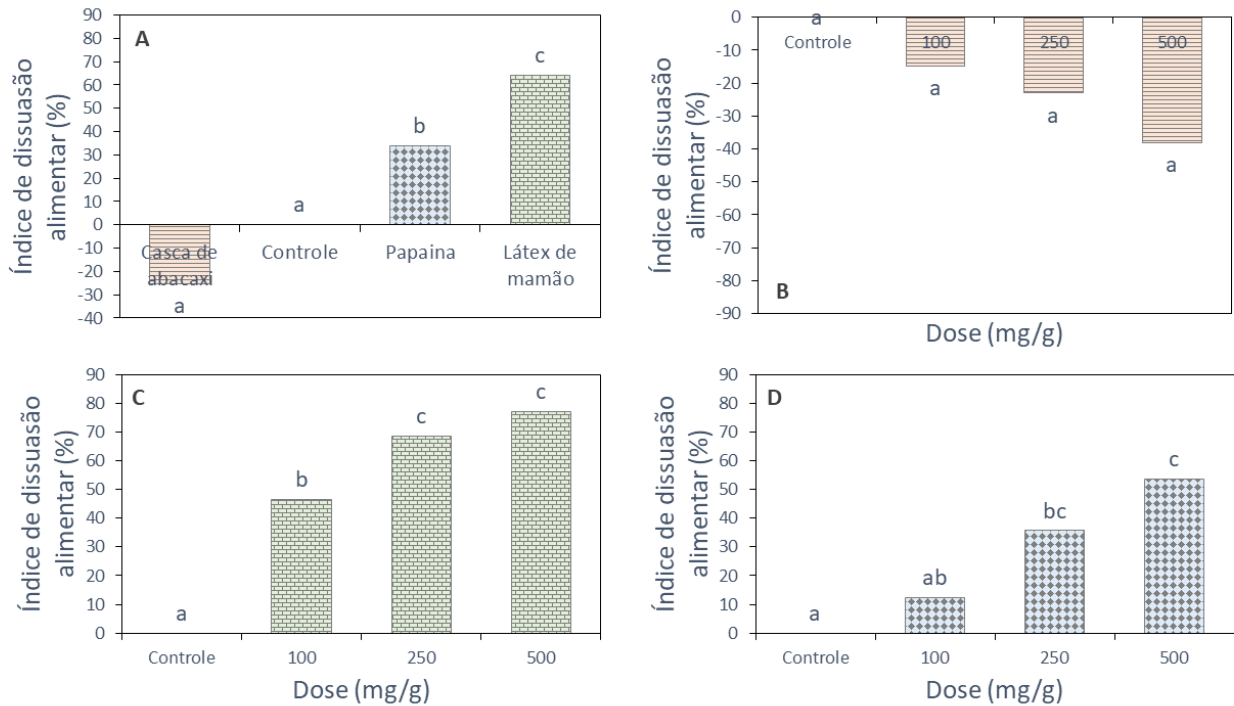 A
Índice de dissuasão
alimentar (%)
90
80
70
60
50
40
30
20
10
0
-10
-20
-30
-40
a
a
b
c
Casca de
abacaxi
Controle
Papaina
Látex de
mamão
B
Índice de dissuasão
alimentar (%)
0
-10
-20
-30
-40
-50
-60
-70
-80
-90
a
a
a
a
Controle
100
250
500
Dose (mg/g)
C
Índice de dissuasão
alimentar (%)
90
80
70
60
50
40
30
20
10
0
a
b
c
c
Controle
100
250
500
Dose (mg/g)
D
Índice de dissuasão
alimentar (%)
90
80
70
60
50
40
30
20
10
0
a
ab
bc
c
Controle
100
250
500
Dose (mg/g)